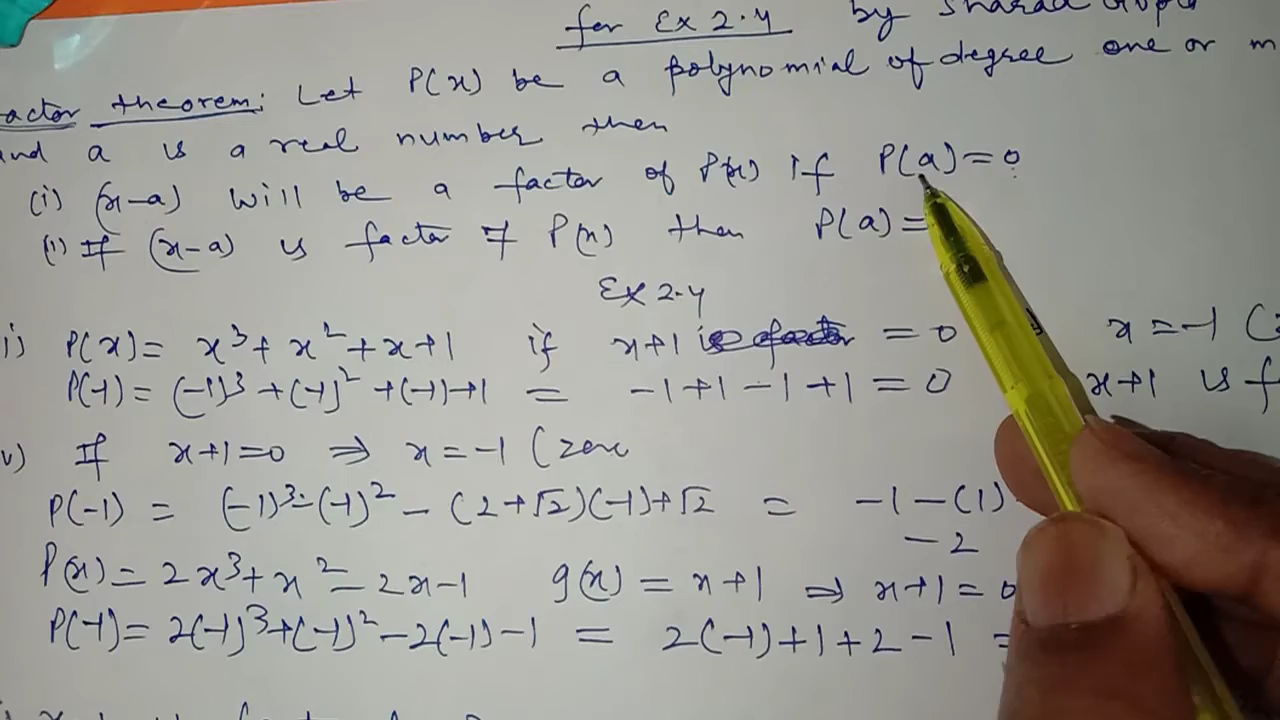 for Ex 2.4 by Sharad
actor theorem: Let P(x) be a polynomial of degree one or m
and a is a real number then
(i) (x-a) will be a factor of P(x) if P(a)=0
(i) If (x-a) is factor of P(x) then P(a)=
Ex 2.4
i) P(x)= x³+x²+x+1 if x+1 = 0 x=-1 (
P(-1) = (-1)³+(-1)²+(-1)+1 = -1+1-1+1=0 x+1 is f
v) If x+1=0 ⇒ x=-1 (zero
P(-1) = (-1)³-(-1)²-(2+√2)(-1)+√2 = -1-(1)
-2
P(x)=2x³+x²-2x-1 g(x)=x+1 ⇒ x+1=0
P(-1)=2(-1)³+(-1)²-2(-1)-1 = 2(-1)+1+2-1 =